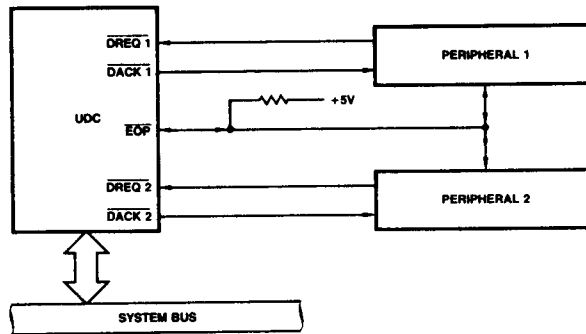 DREQ 1
PERIPHERAL 1
DACK 1
+5V
UDC
EOP
DREQ 2
PERIPHERAL 2
DACK 2
SYSTEM BUS